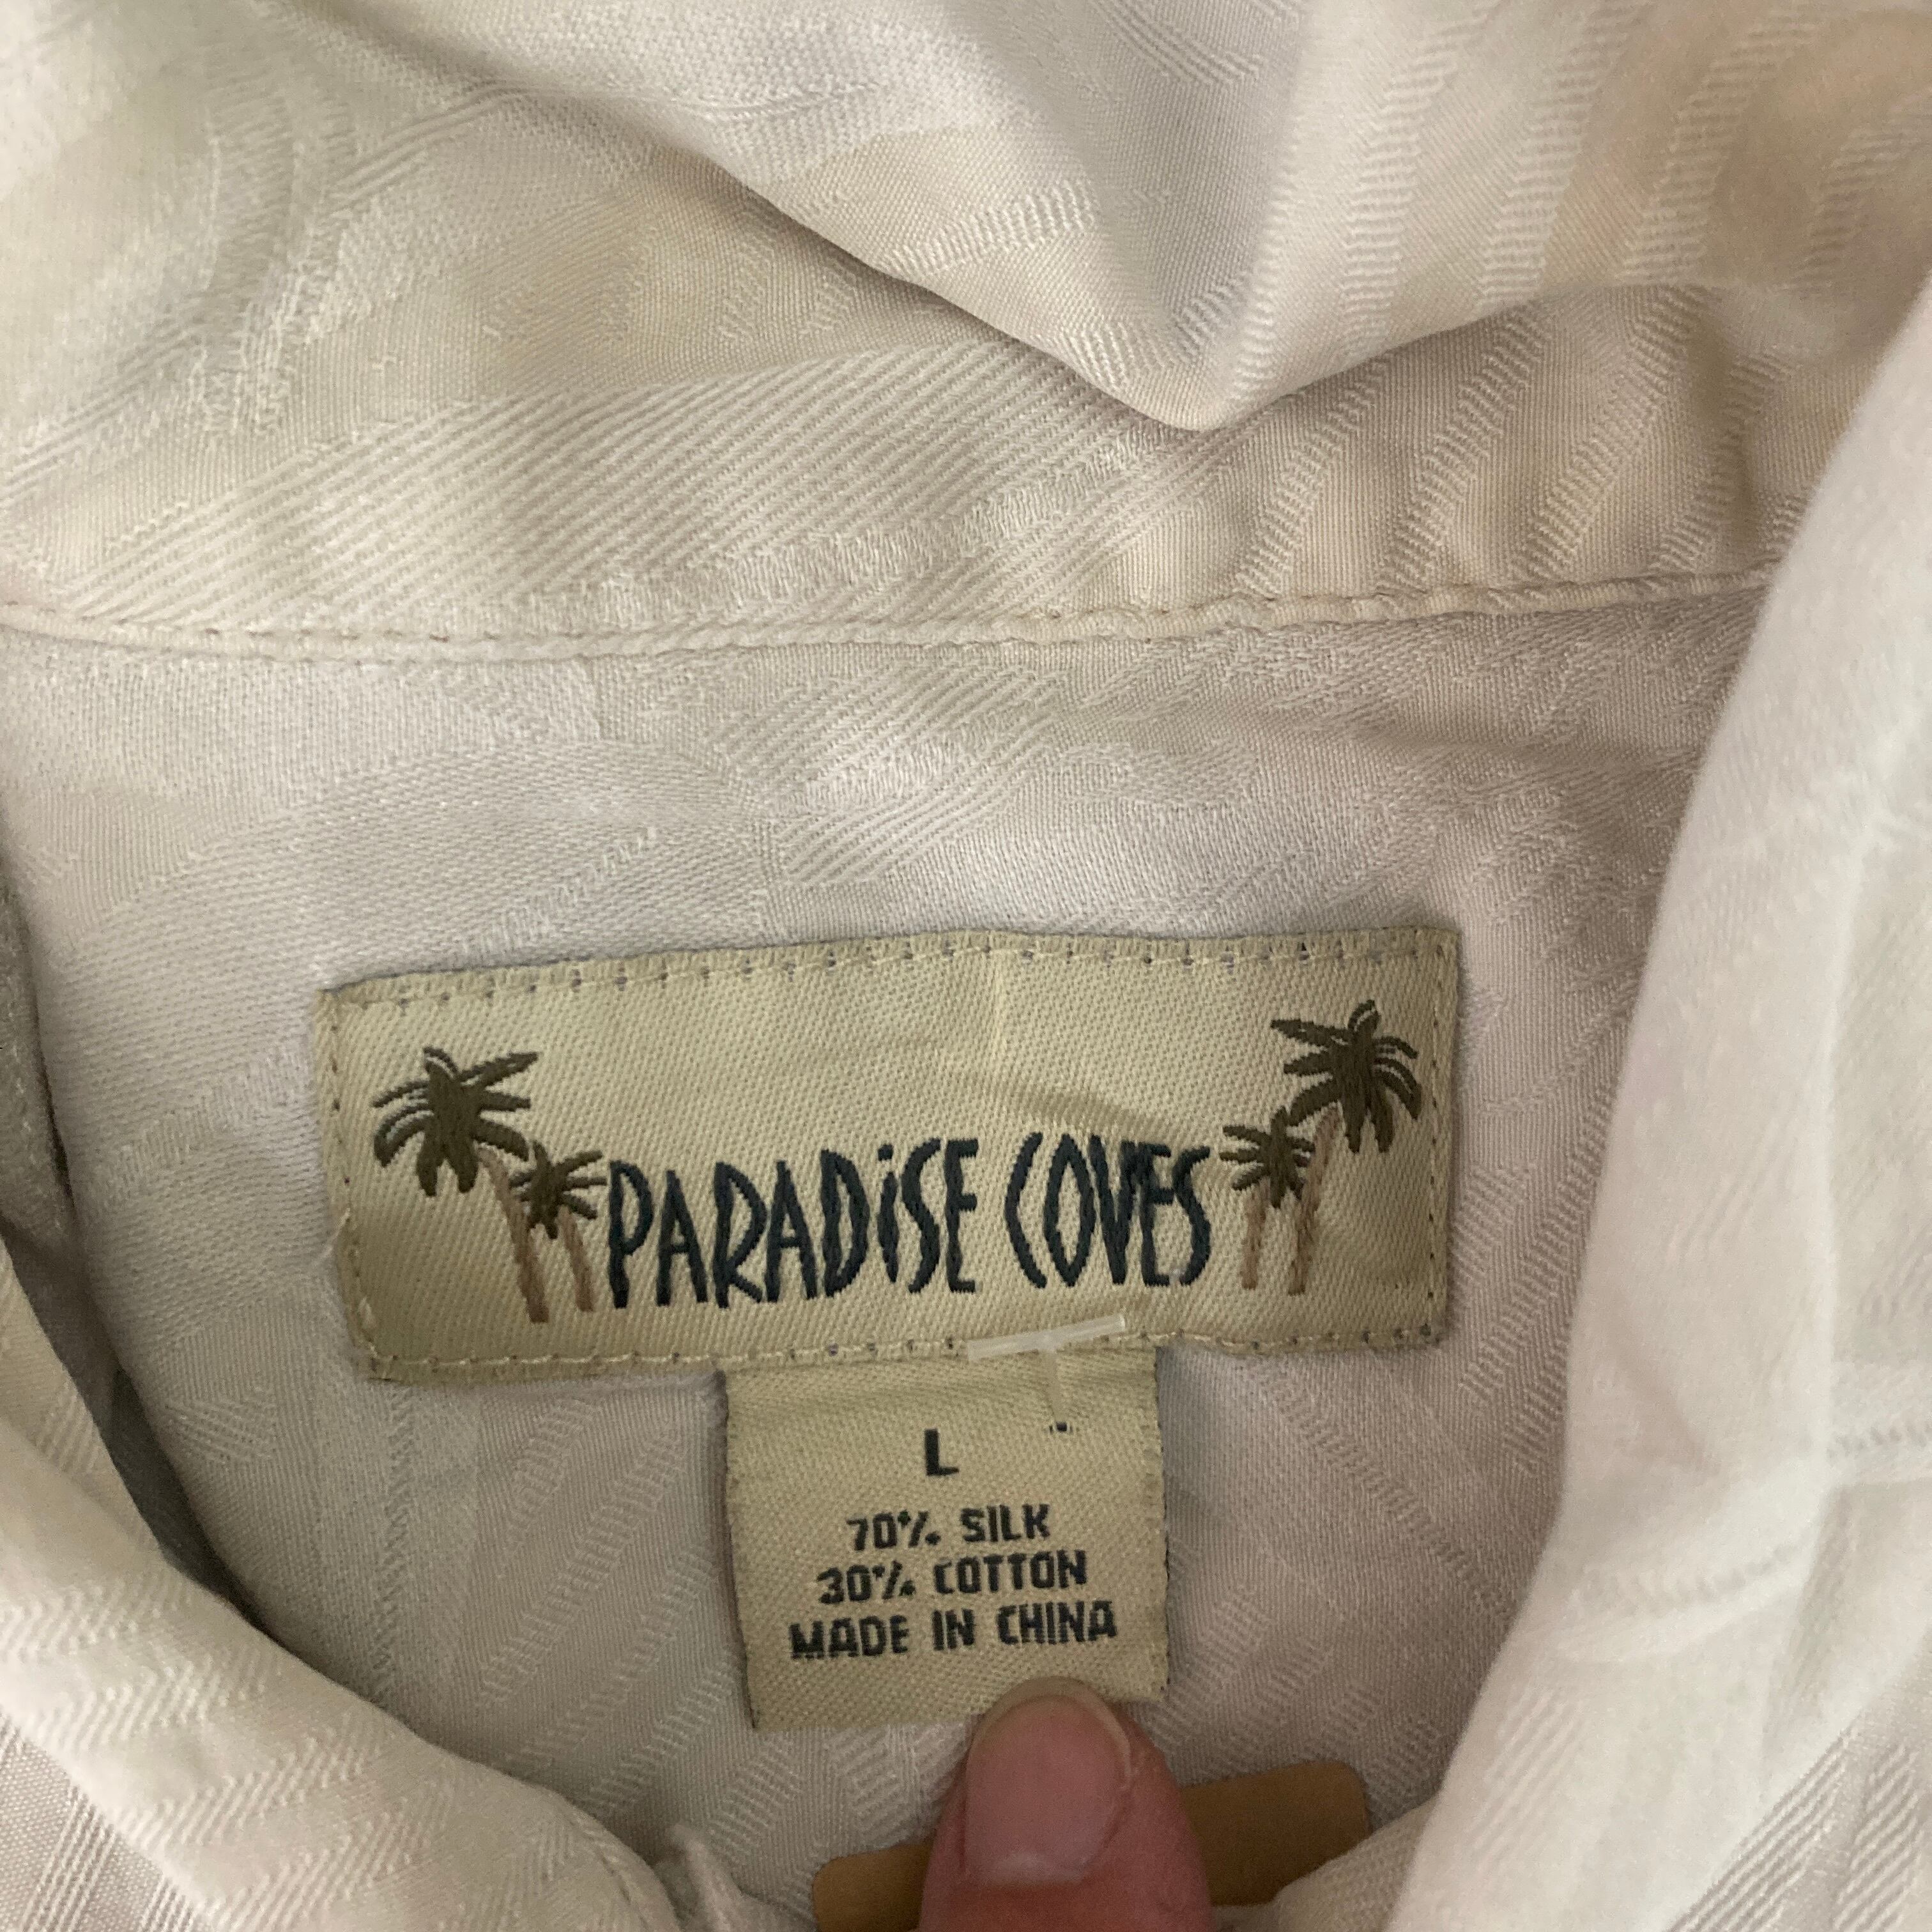 PARADiSE COVES
L
70% SILK
30% COTTON
MADE IN CHINA